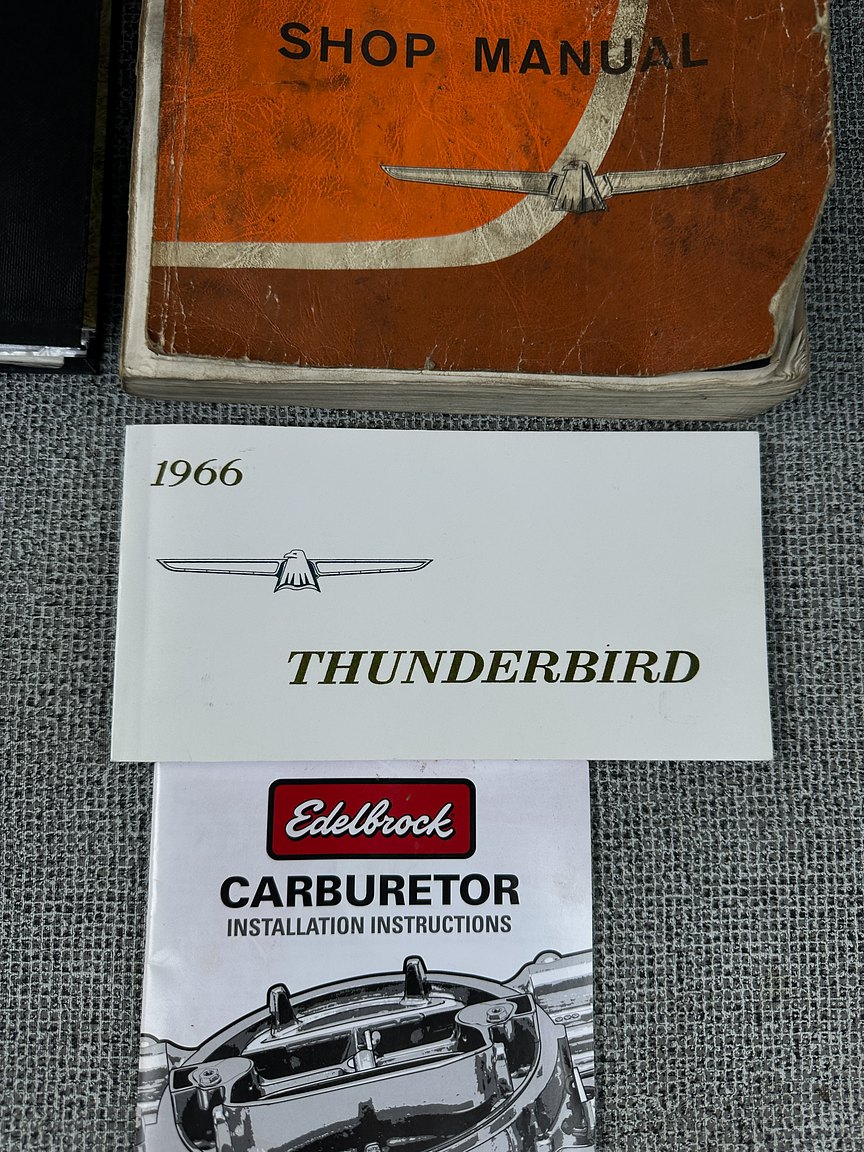 SHOP MANUAL
1966
THUNDERBIRD
Edelbrock
CARBURETOR
INSTALLATION INSTRUCTIONS